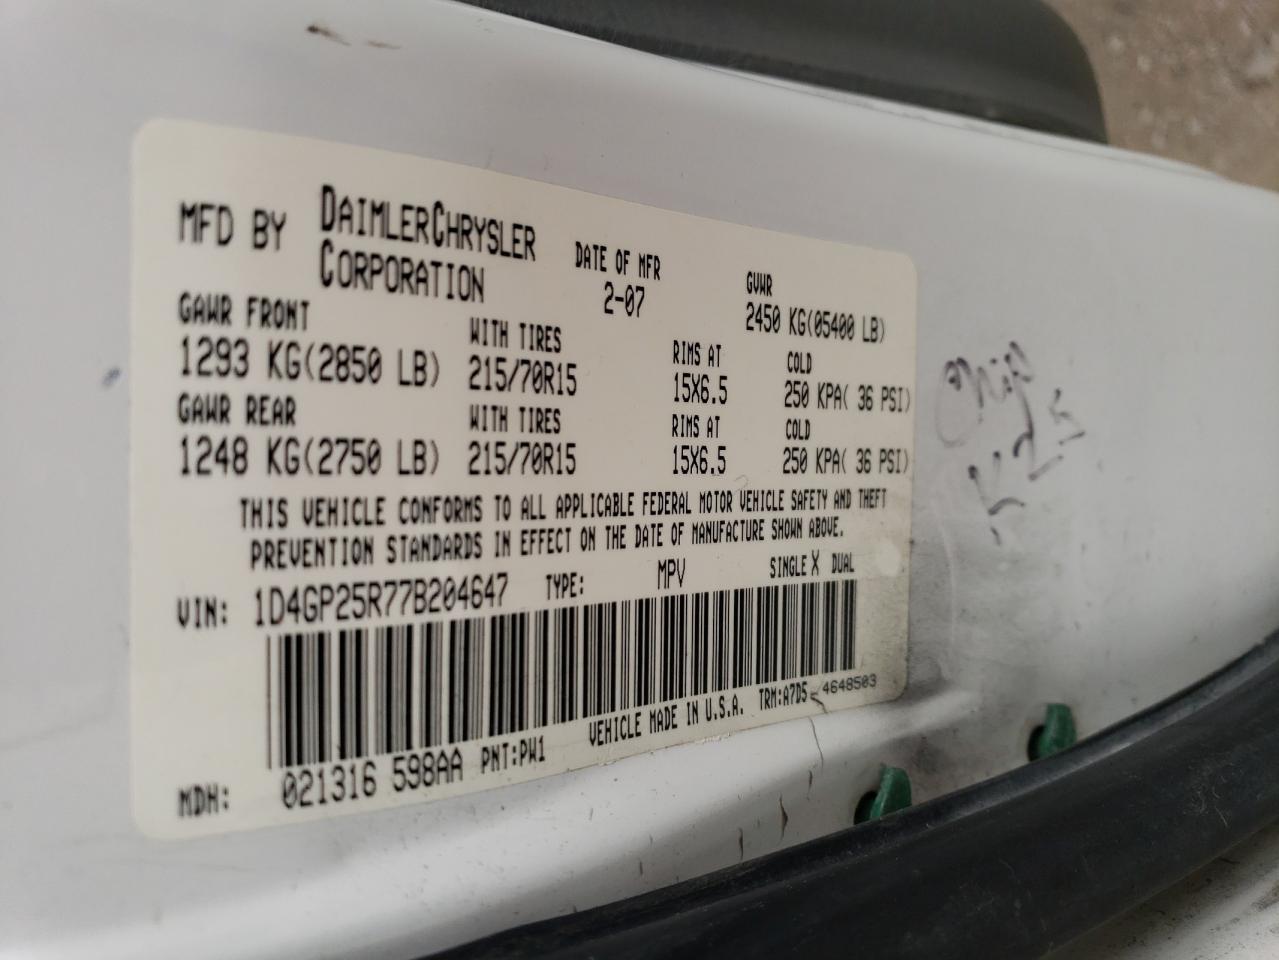 MFD BY DAIMLERCHRYSLER CORPORATION
DATE OF MFR 2-07
GVWR 2450 KG(05400 LB)
GAWR FRONT WITH TIRES RIMS AT COLD
1293 KG(2850 LB) 215/70R15 15X6.5 250 KPA( 36 PSI)
GAWR REAR WITH TIRES RIMS AT COLD
1248 KG(2750 LB) 215/70R15 15X6.5 250 KPA( 36 PSI)
THIS VEHICLE CONFORMS TO ALL APPLICABLE FEDERAL MOTOR VEHICLE SAFETY AND THEFT
PREVENTION STANDARDS IN EFFECT ON THE DATE OF MANUFACTURE SHOWN ABOVE.
VIN: 1D4GP25R77B204647 TYPE: MPV SINGLE X DUAL
MDH: 021316 598AA PNT:PW1 VEHICLE MADE IN U.S.A. TRM:A7D5 4648503